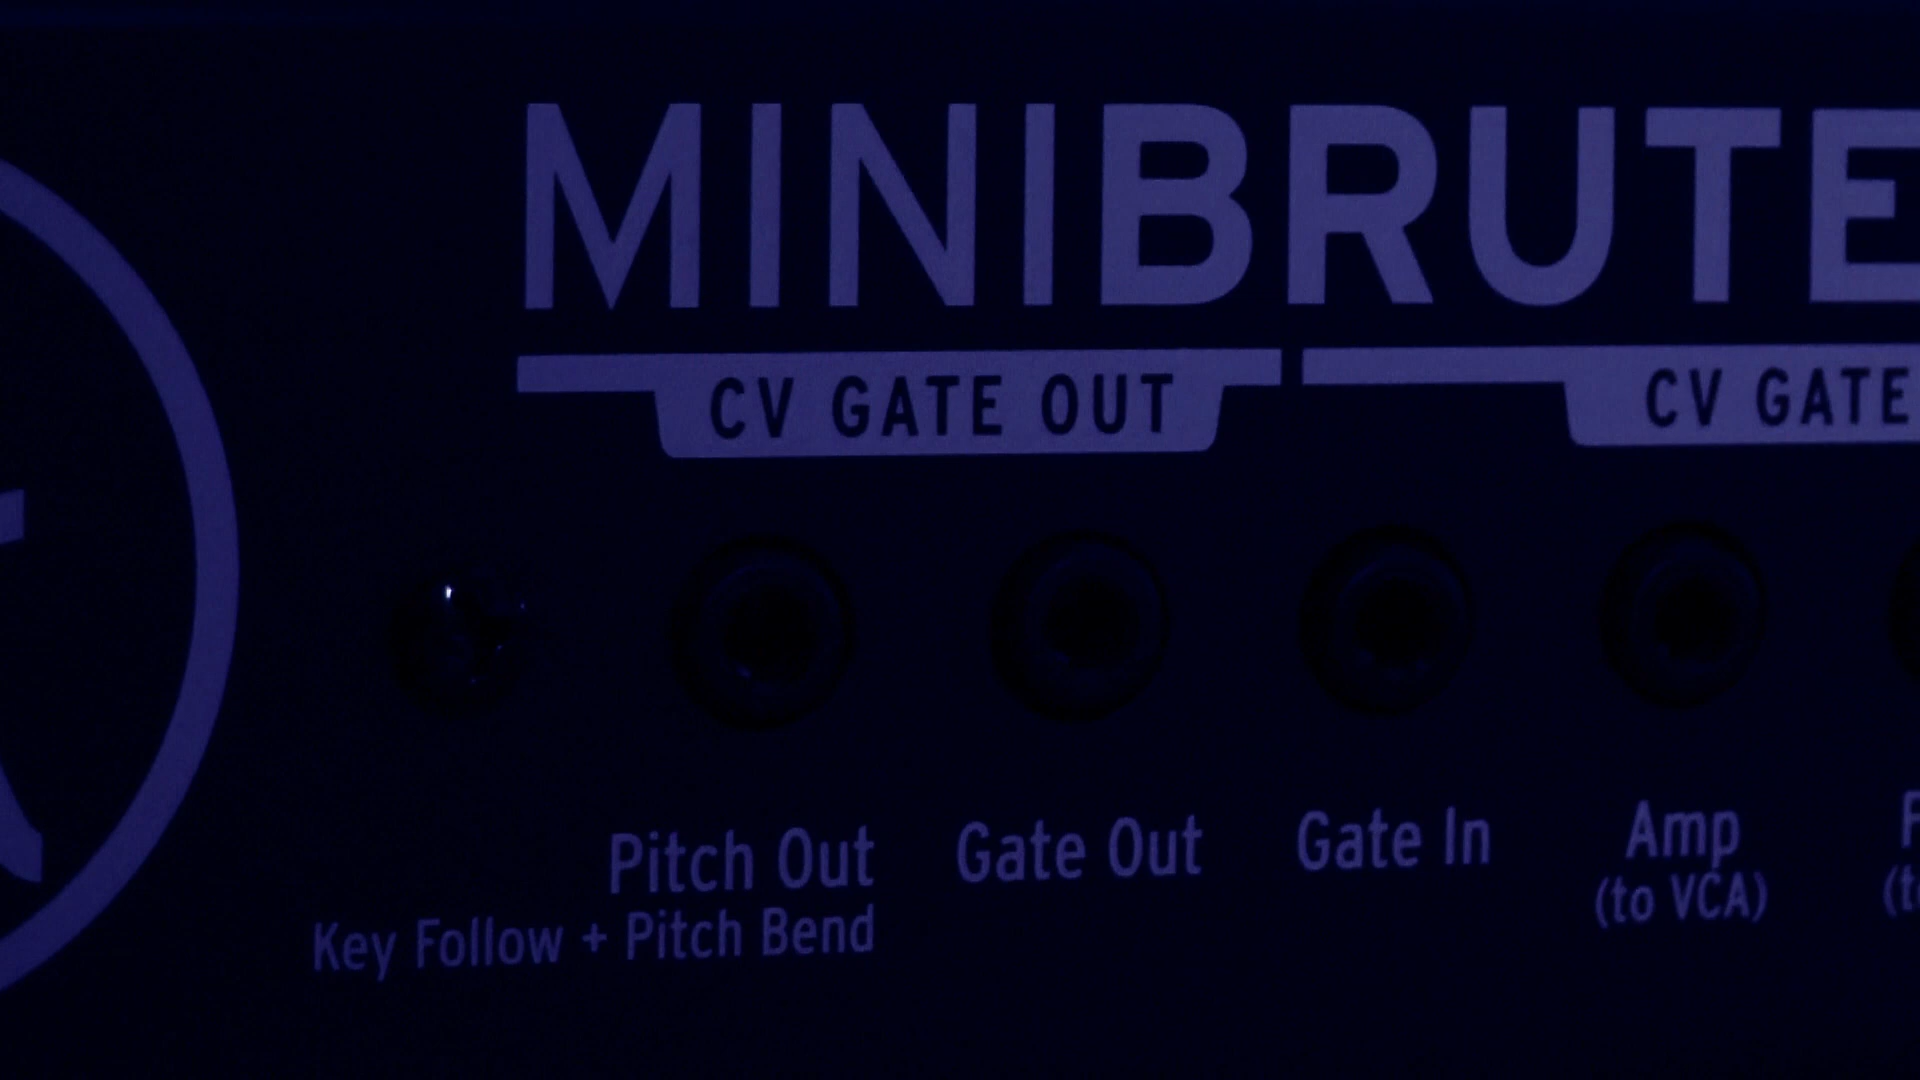 MINIBRUTE
CV GATE OUT
CV GATE
Pitch Out
Key Follow + Pitch Bend
Gate Out
Gate In
Amp
(to VCA)